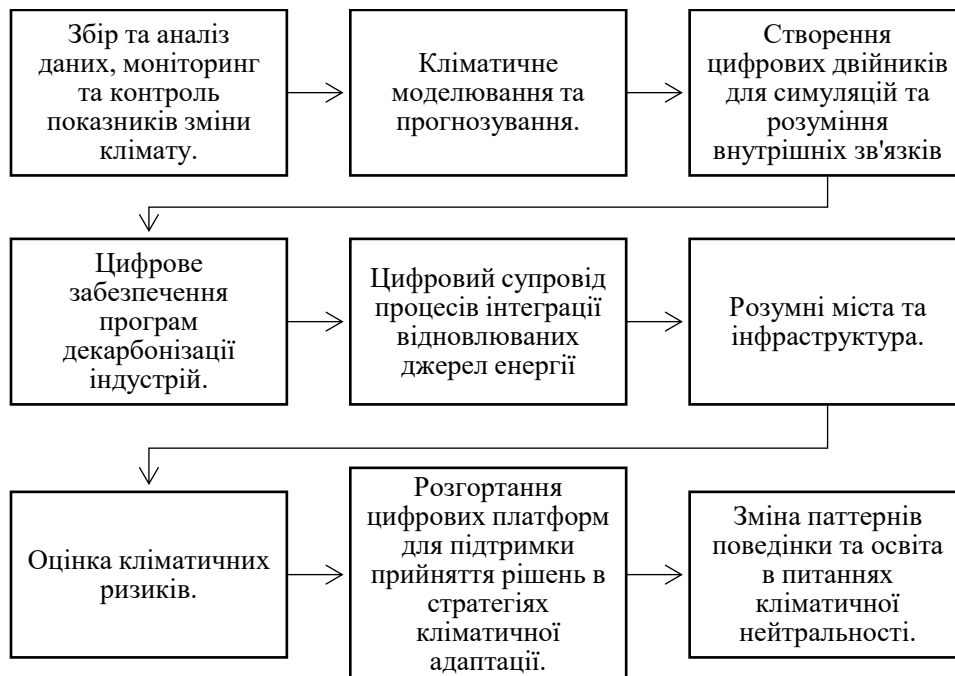 Збір та аналіз
даних, моніторинг
та контроль
показників зміни
клімату.
Кліматичне
моделювання та
прогнозування.
Створення
цифрових двійників
для симуляцій та
розуміння
внутрішніх зв'язків
Цифрове
забезпечення
програм
декарбонізації
індустрій.
Цифровий супровід
процесів інтеграції
відновлюваних
джерел енергії
Розумні міста та
інфраструктура.
Оцінка кліматичних
ризиків.
Розгортання
цифрових платформ
для підтримки
прийняття рішень в
стратегіях
кліматичної
адаптації.
Зміна паттернів
поведінки та освіта
в питаннях
кліматичної
нейтральності.